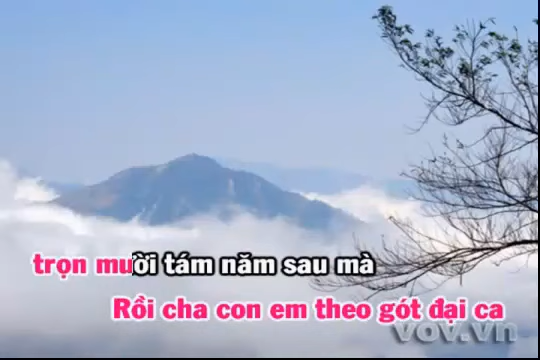 trọn mười tám năm sau mà
Rồi cha con em theo gót đại ca
vov.vn